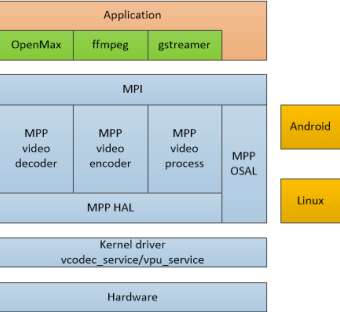 Application
OpenMax
ffmpeg
gstreamer
MPI
MPP
video
decoder
MPP
video
encoder
MPP
video
process
MPP
OSAL
MPP HAL
Android
Linux
Kernel driver
vcodec_service/vpu_service
Hardware